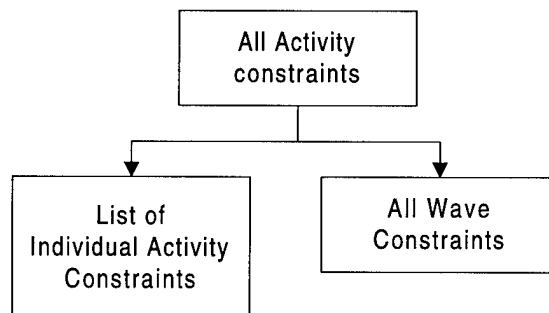 All Activity
constraints
List of
Individual Activity
Constraints
All Wave
Constraints